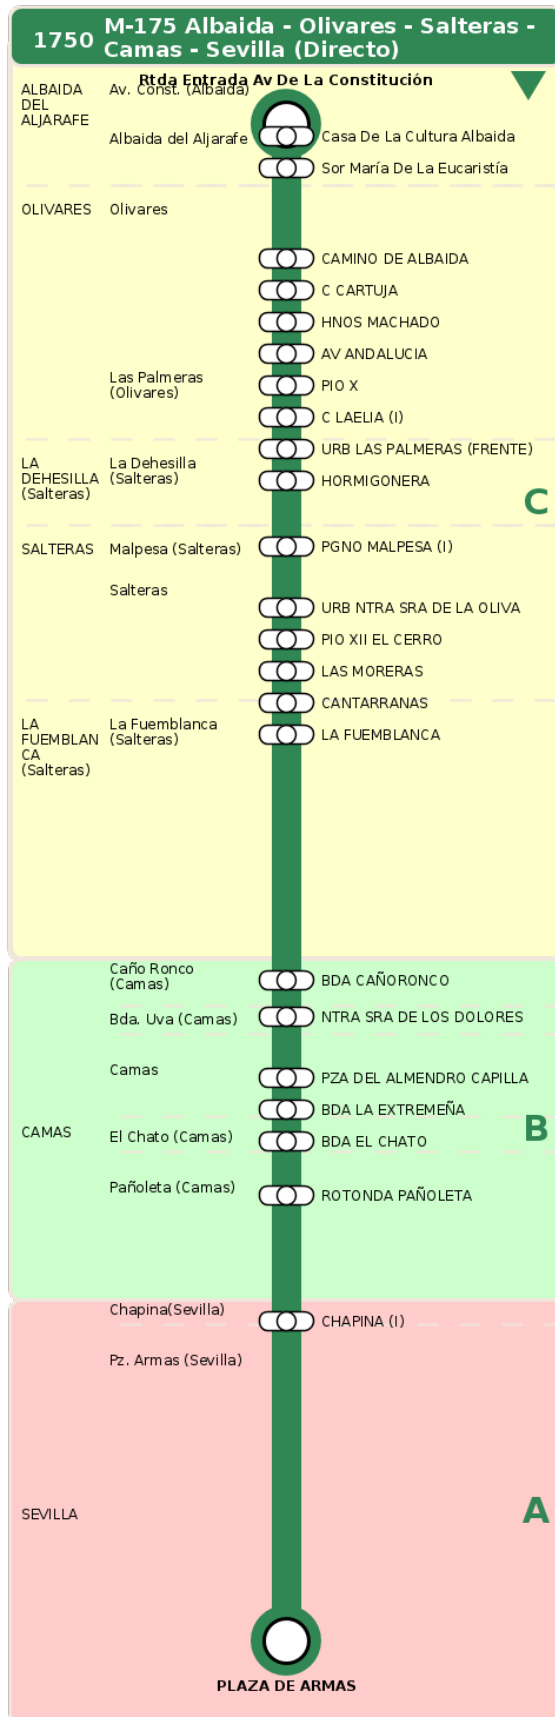 1750
M-175 Albaida - Olivares - Salteras -
Camas - Sevilla (Directo)
Rtda Entrada Av De La Constitución
ALBAIDA
DEL
ALJARAFE
Av. Const. (Albaida)
Albaida del Aljarafe
Casa De La Cultura Albaida
Sor María De La Eucaristía
OLIVARES
Olivares
CAMINO DE ALBAIDA
C CARTUJA
HNOS MACHADO
AV ANDALUCIA
Las Palmeras
(Olivares)
PIO X
C LAELIA (I)
URB LAS PALMERAS (FRENTE)
LA
DEHESILLA
(Salteras)
La Dehesilla
(Salteras)
HORMIGONERA
C
SALTERAS
Malpesa (Salteras)
PGNO MALPESA (I)
Salteras
URB NTRA SRA DE LA OLIVA
PIO XII EL CERRO
LAS MORERAS
CANTARRANAS
LA
FUEMBLAN
CA
(Salteras)
La Fuemblanca
(Salteras)
LA FUEMBLANCA
Caño Ronco
(Camas)
BDA CAÑORONCO
Bda. Uva (Camas)
NTRA SRA DE LOS DOLORES
Camas
PZA DEL ALMENDRO CAPILLA
BDA LA EXTREMEÑA
CAMAS
El Chato (Camas)
BDA EL CHATO
B
Pañoleta (Camas)
ROTONDA PAÑOLETA
Chapina(Sevilla)
CHAPINA (I)
Pz. Armas (Sevilla)
SEVILLA
A
PLAZA DE ARMAS